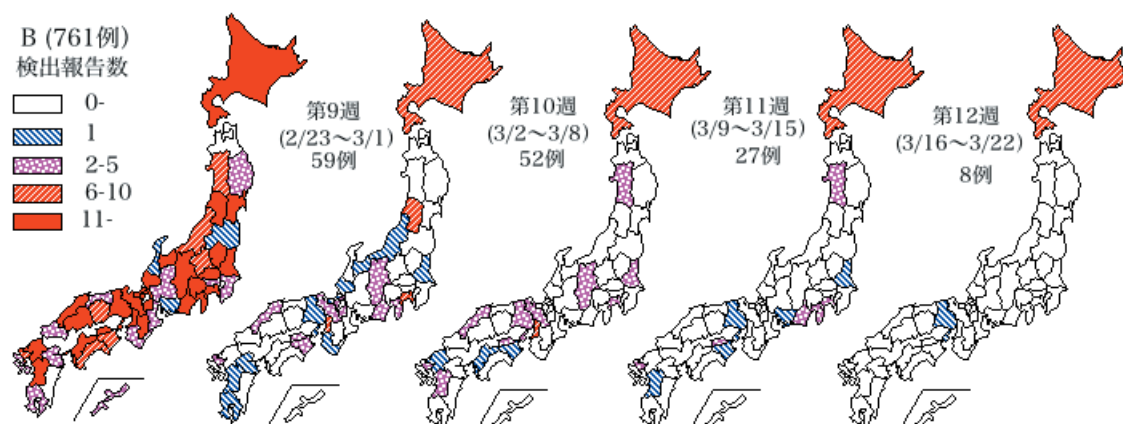 B (761例)
検出報告数
0-
1
2-5
6-10
11-
第9週
(2/23～3/1)
59例
第10週
(3/2～3/8)
52例
第11週
(3/9～3/15)
27例
第12週
(3/16～3/22)
8例